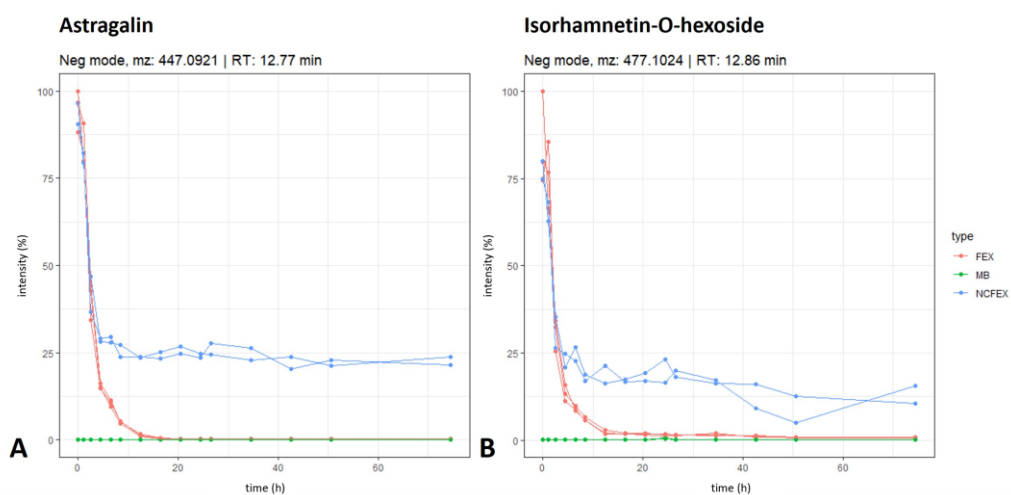 Astragalin
Neg mode, mz: 447.0921 | RT: 12.77 min
100
75
50
25
0
intensity (%)
0
20
40
60
time (h)
A
Isorhamnetin-O-hexoside
Neg mode, mz: 477.1024 | RT: 12.86 min
100
75
50
25
0
intensity (%)
0
20
40
60
time (h)
B
type
FEX
MB
NCFEX